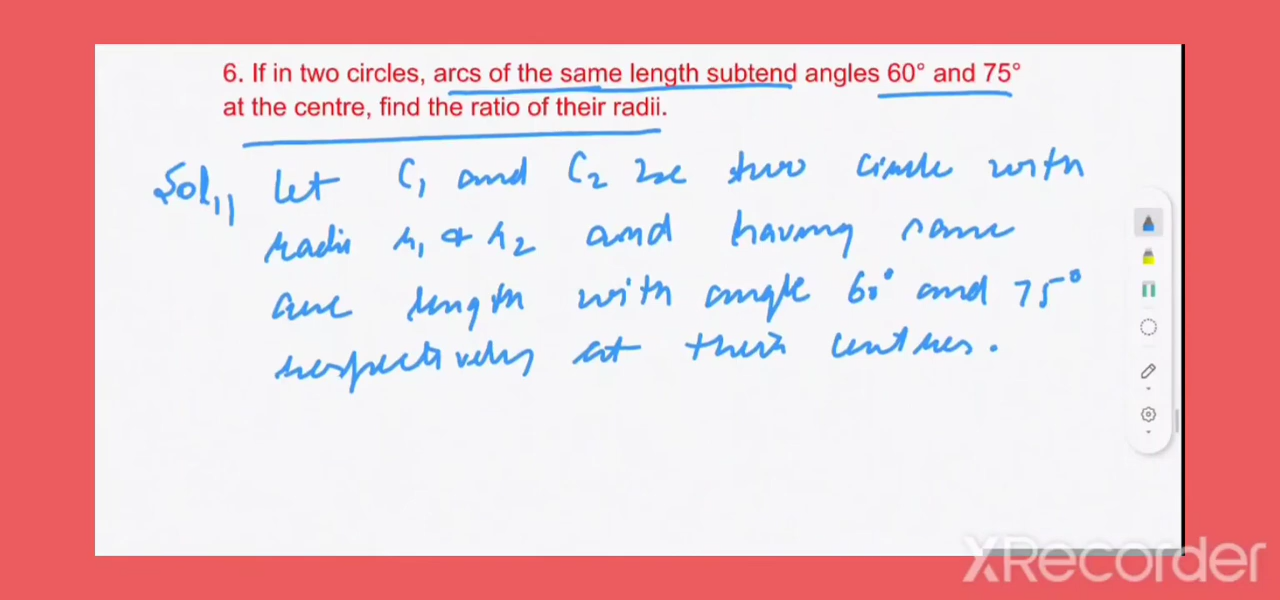 6. If in two circles, arcs of the same length subtend angles 60° and 75°
at the centre, find the ratio of their radii.
Sol,, Let C₁ and C₂ be two circle with
radii r₁ & r₂ and having same
arc length with angle 60° and 75°
respectively at their centres.
XRecorder